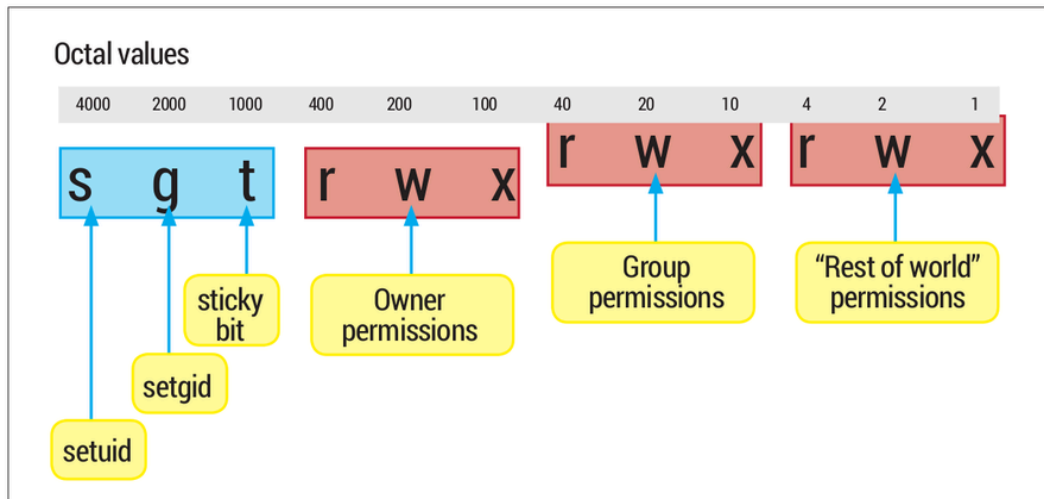 Octal values
4000 2000 1000 400 200 100 40 20 10 4 2 1
s g t r w x r w x r w x
sticky
bit
Owner
permissions
Group
permissions
“Rest of world”
permissions
setgid
setuid